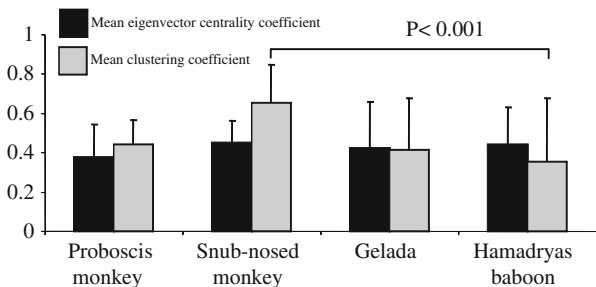 Mean eigenvector centrality coefficient
Mean clustering coefficient
P< 0.001
1
0.8
0.6
0.4
0.2
0
Proboscis
monkey
Snub-nosed
monkey
Gelada
Hamadryas
baboon